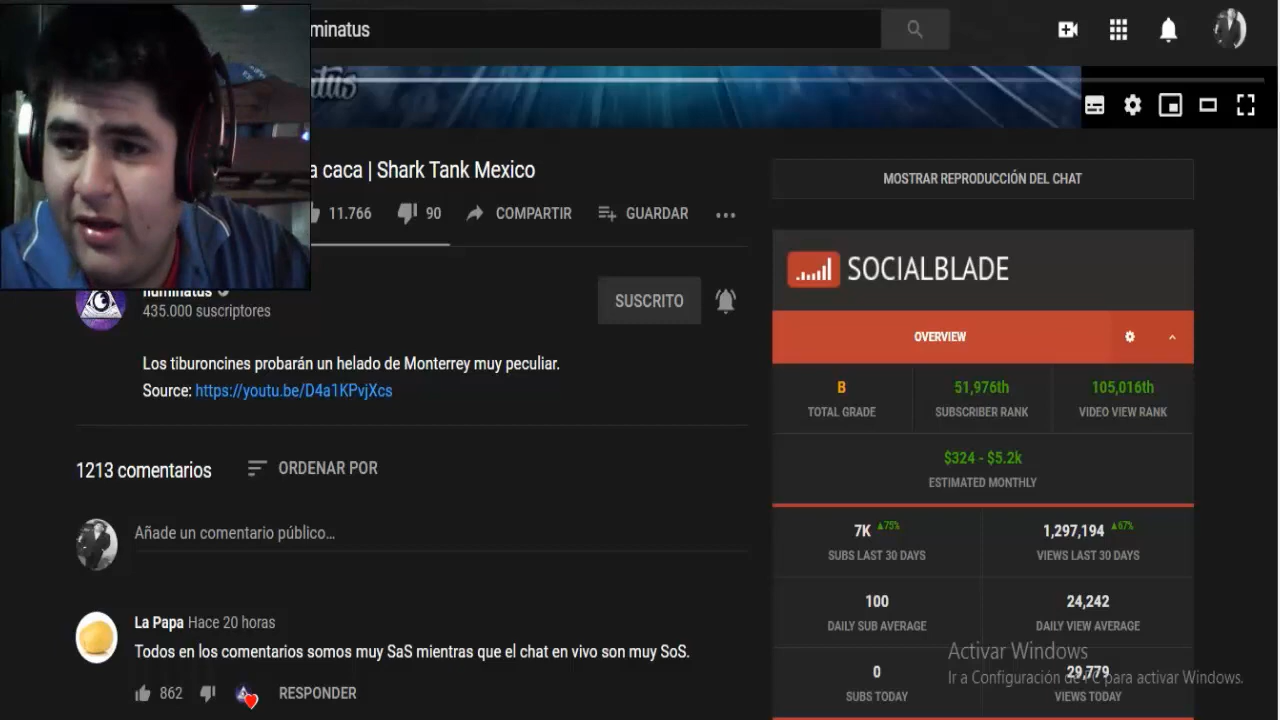 minatus
tus
a caca | Shark Tank Mexico
MOSTRAR REPRODUCCIÓN DEL CHAT
11.766
90
COMPARTIR
GUARDAR
SOCIALBLADE
Iluminatus
435.000 suscriptores
SUSCRITO
OVERVIEW
Los tiburoncines probarán un helado de Monterrey muy peculiar.
Source: https://youtu.be/D4a1KPvjXcs
B
TOTAL GRADE
51,976th
SUBSCRIBER RANK
105,016th
VIDEO VIEW RANK
$324 - $5.2k
ESTIMATED MONTHLY
1213 comentarios
ORDENAR POR
Añade un comentario público...
7K ▲75%
SUBS LAST 30 DAYS
1,297,194 ▲67%
VIEWS LAST 30 DAYS
100
DAILY SUB AVERAGE
24,242
DAILY VIEW AVERAGE
La Papa Hace 20 horas
Todos en los comentarios somos muy SaS mientras que el chat en vivo son muy SoS.
862
RESPONDER
0
SUBS TODAY
29,779
VIEWS TODAY
Activar Windows
Ir a Configuración de PC para activar Windows.